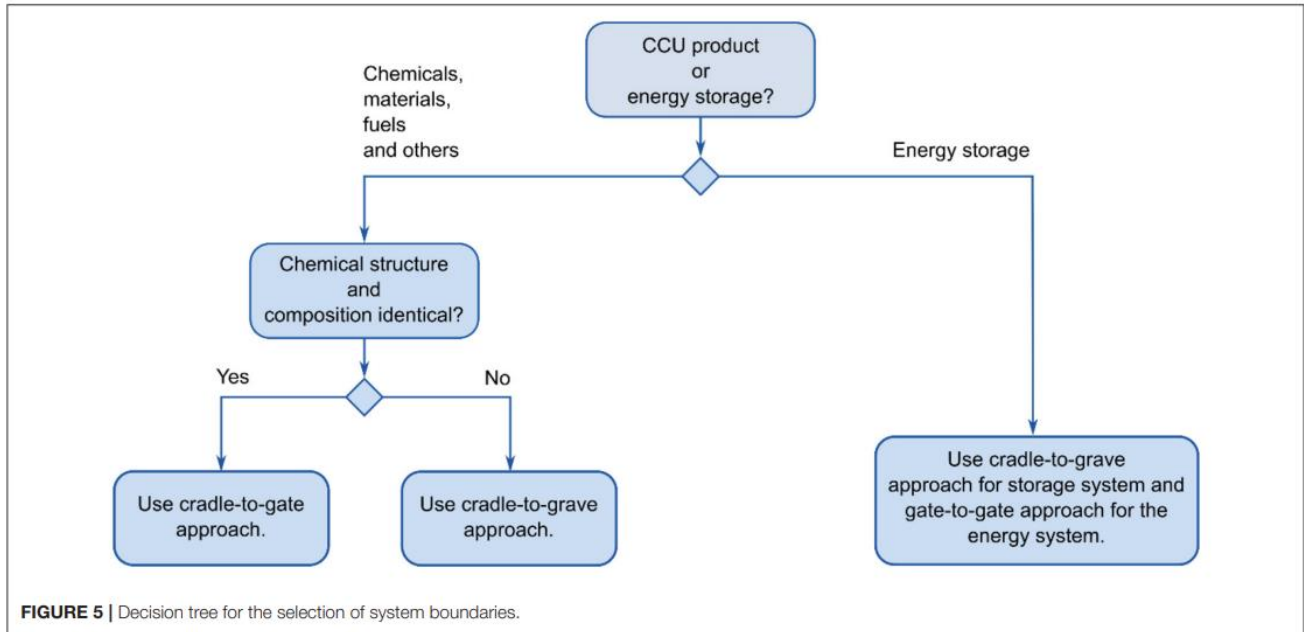 CCU product
or
energy storage?
Chemicals,
materials,
fuels
and others
Energy storage
Chemical structure
and
composition identical?
Yes
No
Use cradle-to-gate
approach.
Use cradle-to-grave
approach.
Use cradle-to-grave
approach for storage system and
gate-to-gate approach for the
energy system.
FIGURE 5 | Decision tree for the selection of system boundaries.